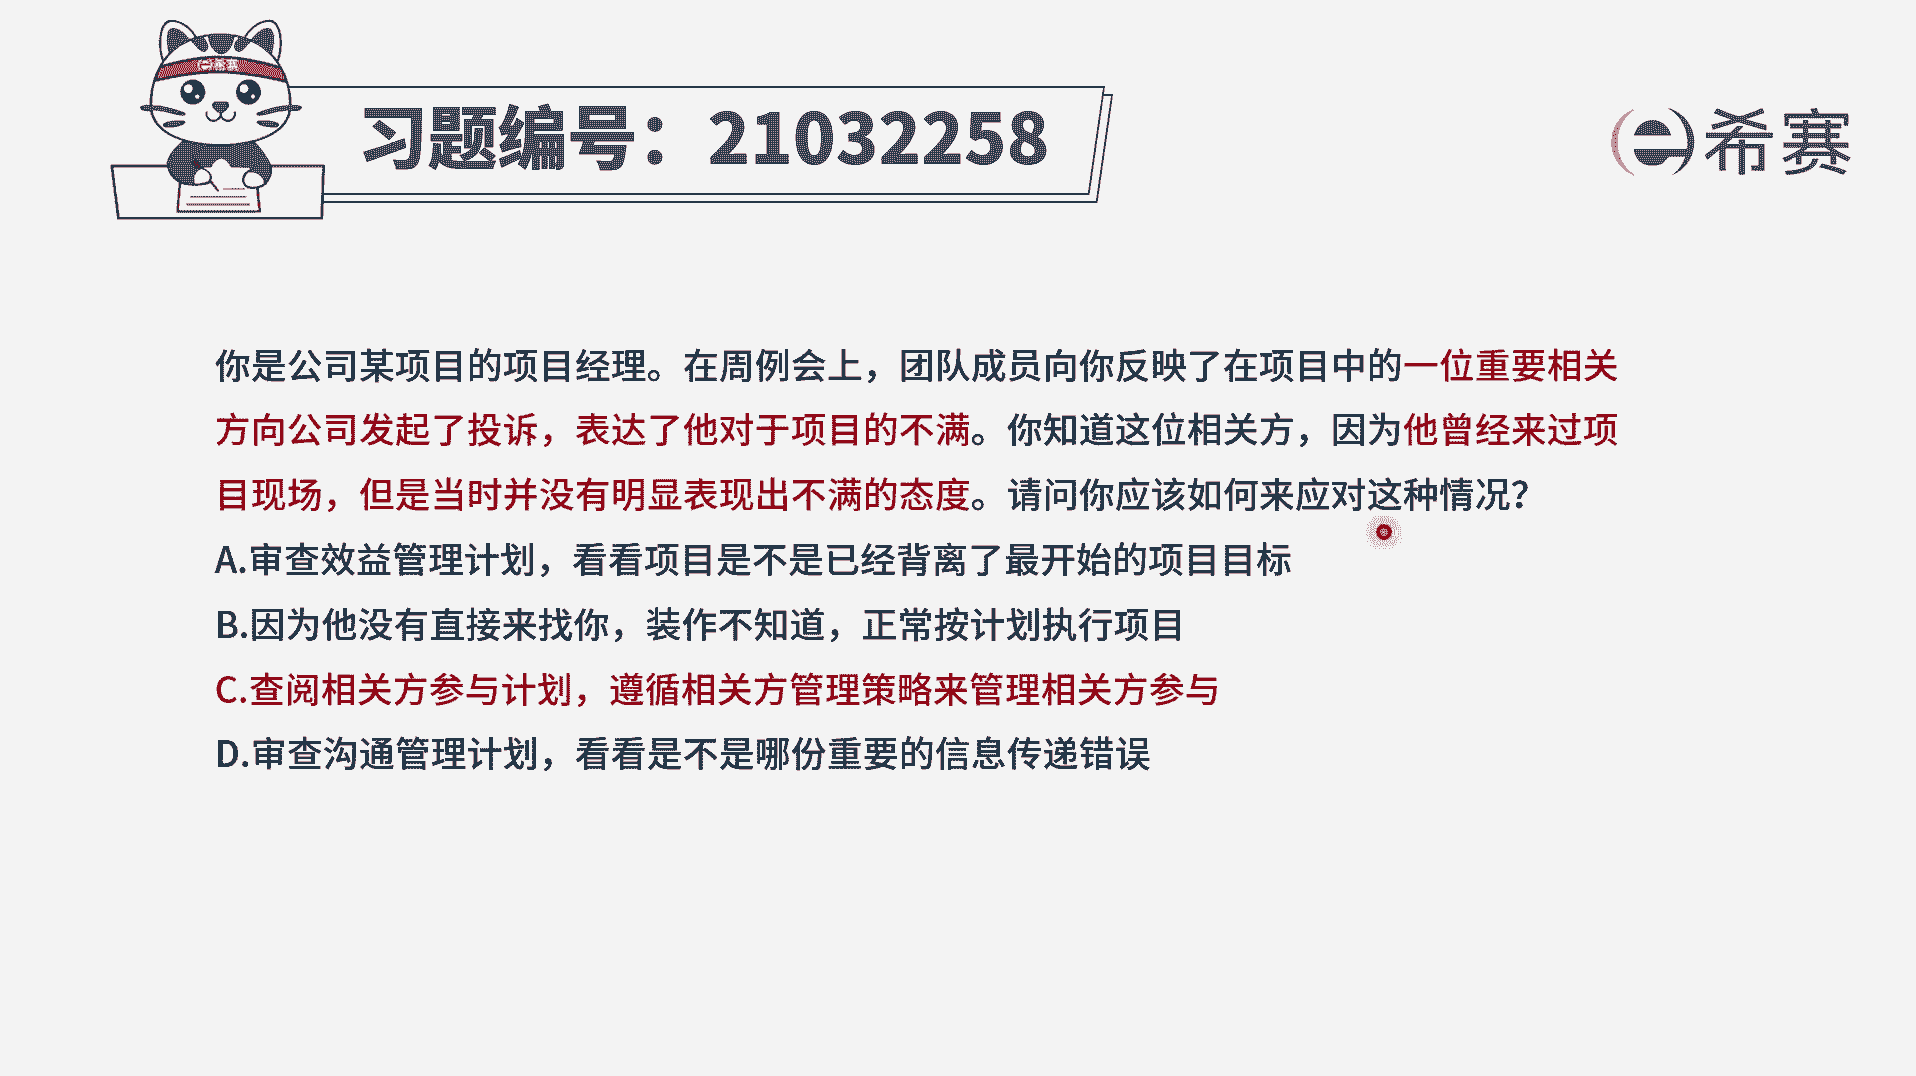 希赛
习题编号：21032258
希赛
你是公司某项目的项目经理。在周例会上，团队成员向你反映了在项目中的一位重要相关
方向公司发起了投诉，表达了他对于项目的不满。你知道这位相关方，因为他曾经来过项
目现场，但是当时并没有明显表现出不满的态度。请问你应该如何来应对这种情况？
A.审查效益管理计划，看看项目是不是已经背离了最开始的项目目标
B.因为他没有直接来找你，装作不知道，正常按计划执行项目
C.查阅相关方参与计划，遵循相关方管理策略来管理相关方参与
D.审查沟通管理计划，看看是不是哪份重要的信息传递错误